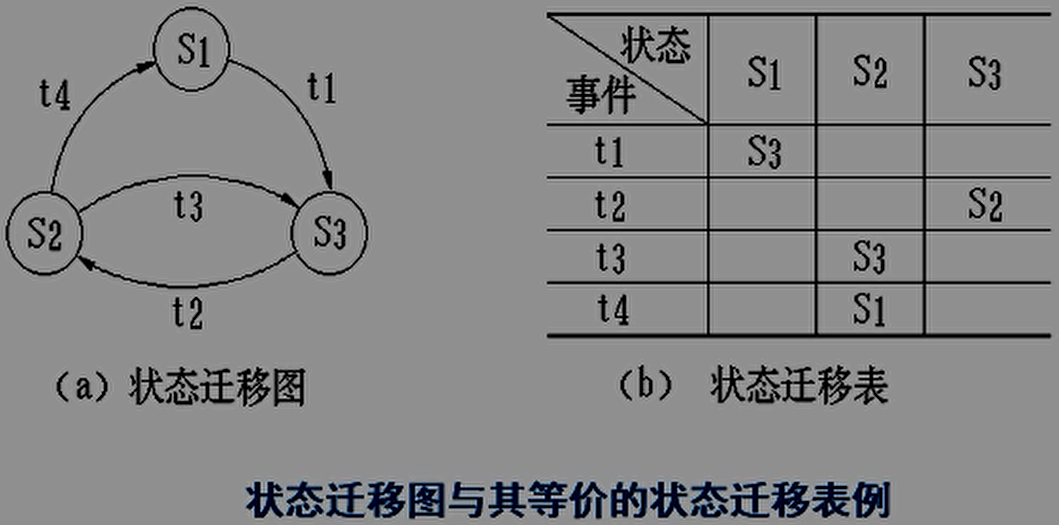 S1
t4
t1
t3
S2
S3
t2
（a）状态迁移图
状态
事件
S1 S2 S3
t1 S3
t2 S2
t3 S3
t4 S1
（b） 状态迁移表
状态迁移图与其等价的状态迁移表例